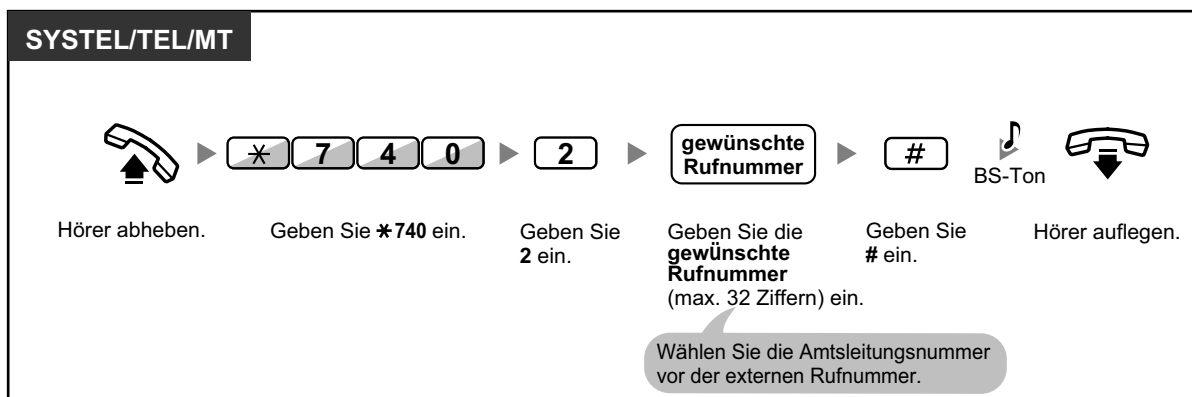 SYSTEL/TEL/MT
* 7 4 0
2
gewünschte
Rufnummer
#
BS-Ton
Hörer abheben.
Geben Sie *740 ein.
Geben Sie
2 ein.
Geben Sie die
gewünschte
Rufnummer
(max. 32 Ziffern) ein.
Geben Sie
# ein.
Hörer auflegen.
Wählen Sie die Amtsleitungsnummer
vor der externen Rufnummer.